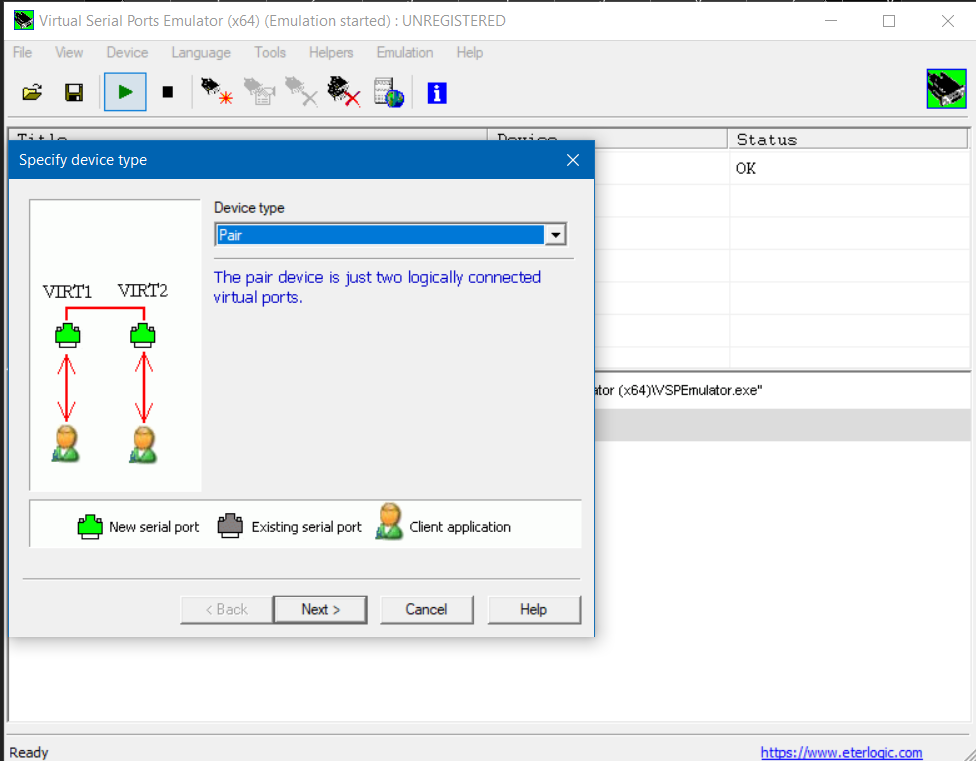 Virtual Serial Ports Emulator (x64) (Emulation started) : UNREGISTERED
File View Device Language Tools Helpers Emulation Help
Title Device Status
OK
Specify device type
Device type
Pair
The pair device is just two logically connected
virtual ports.
VIRT1 VIRT2
ator (x64)\VSPEmulator.exe"
New serial port Existing serial port Client application
< Back Next > Cancel Help
Ready https://www.eterlogic.com